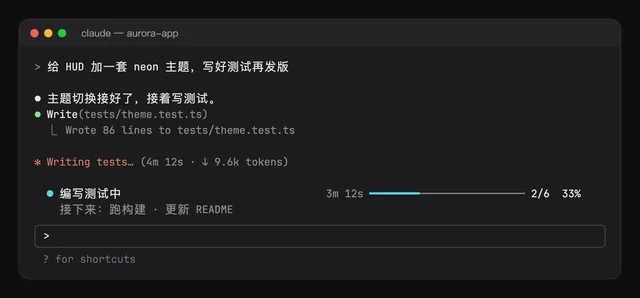 claude — aurora-app
> 给 HUD 加一套 neon 主题，写好测试再发版
● 主题切换接好了，接着写测试。
● Write(tests/theme.test.ts)
⎿ Wrote 86 lines to tests/theme.test.ts
✻ Writing tests… (4m 12s · ↓ 9.6k tokens)
● 编写测试中 3m 12s 2/6 33%
接下来：跑构建 · 更新 README
>
? for shortcuts